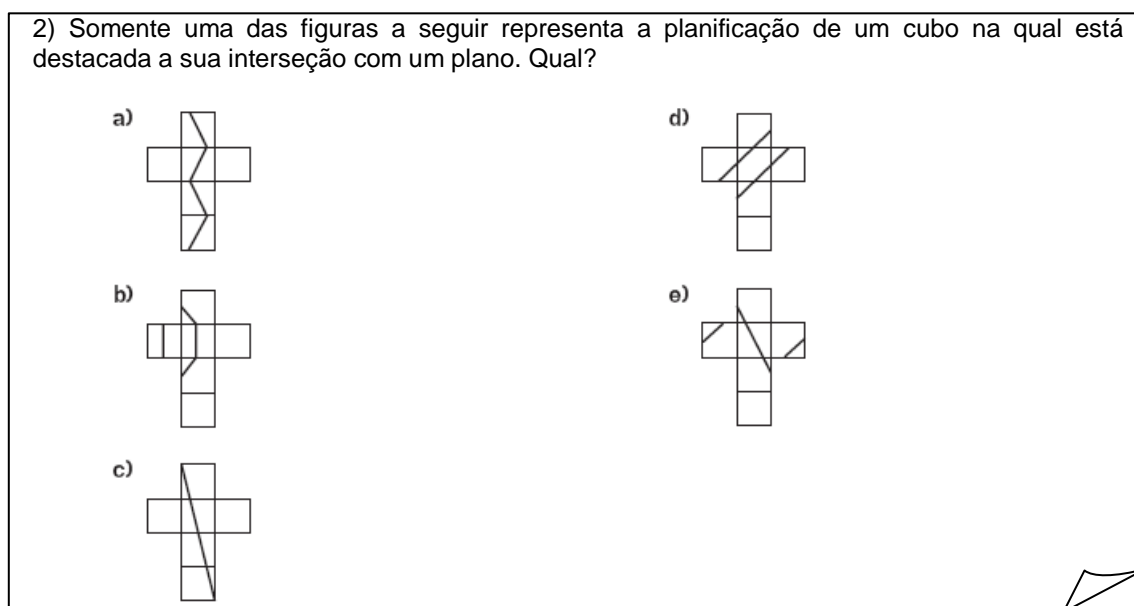 2) Somente uma das figuras a seguir representa a planificação de um cubo na qual está
destacada a sua interseção com um plano. Qual?
a)
d)
b)
e)
c)